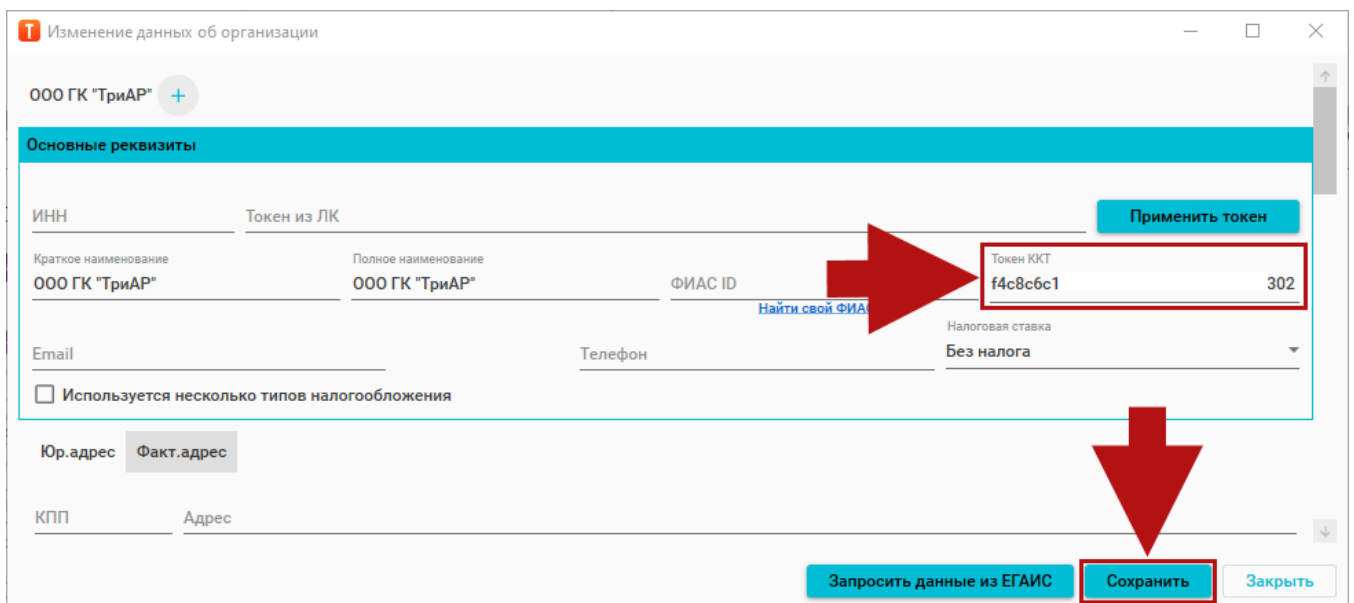 Изменение данных об организации
ООО ГК "ТриАР" +
Основные реквизиты
ИНН Токен из ЛК Применить токен
Краткое наименование Полное наименование Токен ККТ
ООО ГК "ТриАР" ООО ГК "ТриАР" ФИАС ID f4c8c6c1 302
Найти свой ФИАС
Налоговая ставка
Email Телефон Без налога
Используется несколько типов налогообложения
Юр.адрес Факт.адрес
КПП Адрес
Запросить данные из ЕГАИС Сохранить Закрыть